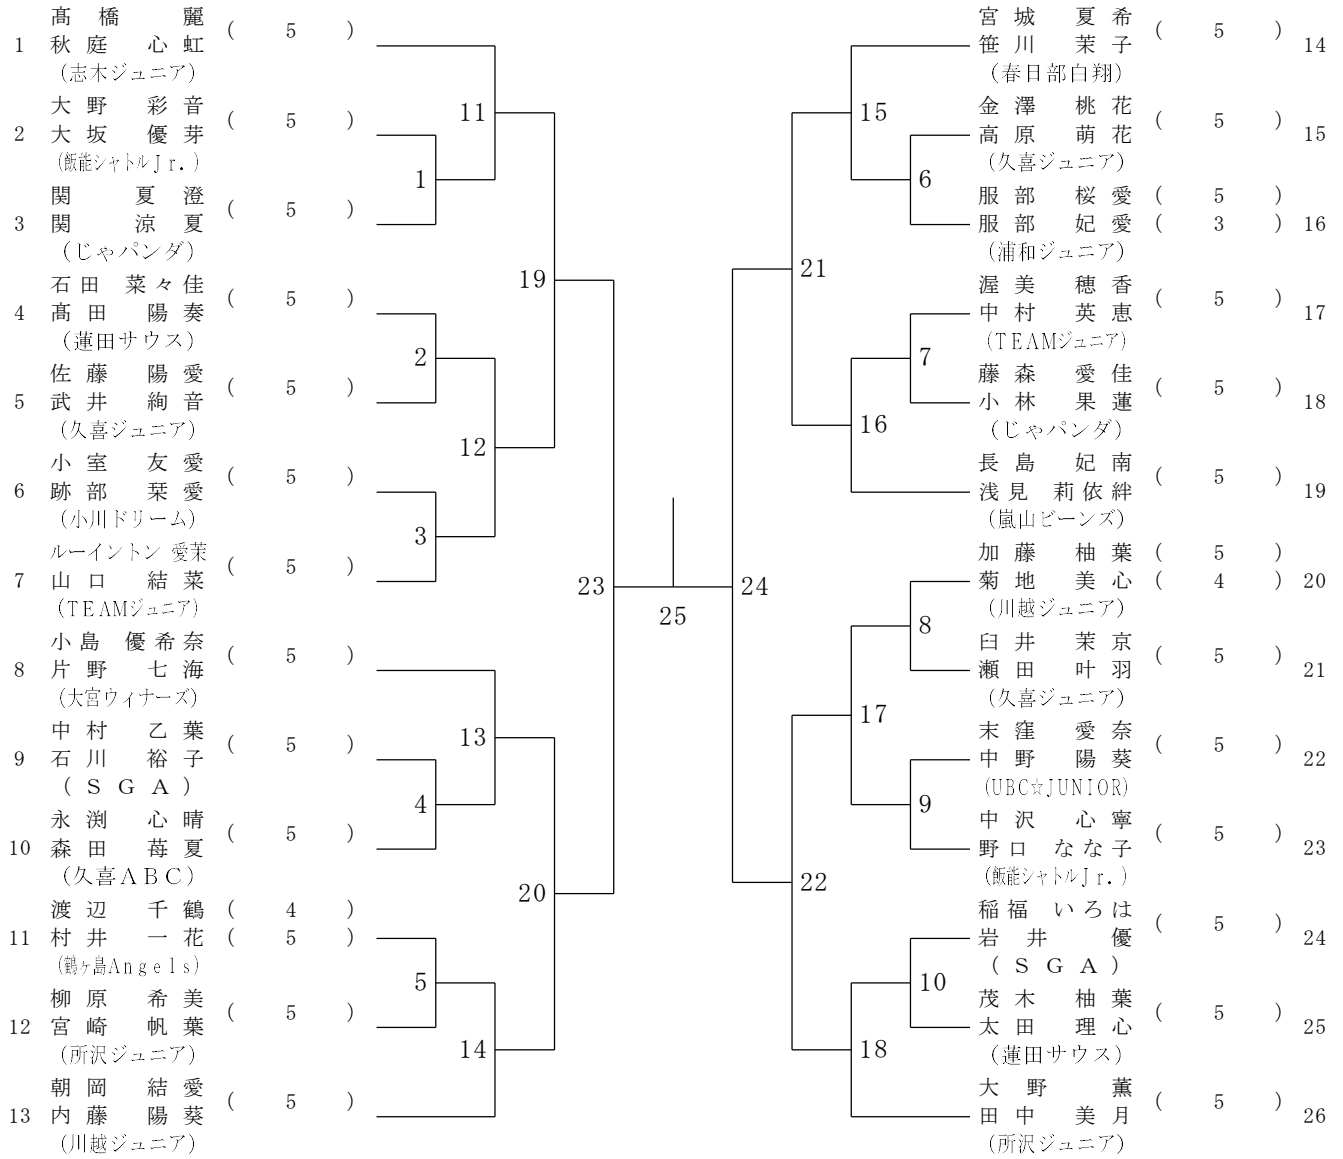 髙橋　麗
1 秋庭　心虹 ( 5 )
(志木ジュニア)
大野　彩音
2 大坂　優芽 ( 5 )
(飯能シャトルJr.)
関　夏澄
3 関　涼夏 ( 5 )
(じゃパンダ)
石田　菜々佳
4 髙田　陽奏 ( 5 )
(蓮田サウス)
佐藤　陽愛
5 武井　絢音 ( 5 )
(久喜ジュニア)
小室　友愛
6 跡部　栞愛 ( 5 )
(小川ドリーム)
ルーイントン 愛茉
7 山口　結菜 ( 5 )
(TEAMジュニア)
小島　優希奈
8 片野　七海 ( 5 )
(大宮ウィナーズ)
中村　乙葉
9 石川　裕子 ( 5 )
(SGA)
永渕　心晴
10 森田　苺夏 ( 5 )
(久喜ABC)
渡辺　千鶴 ( 4 )
11 村井　一花 ( 5 )
(鶴ヶ島Angels)
柳原　希美
12 宮崎　帆葉 ( 5 )
(所沢ジュニア)
朝岡　結愛
13 内藤　陽葵 ( 5 )
(川越ジュニア)
11
1
19
2
12
3
23
13
4
20
5
14
25
24
21
15
6
7
16
8
17
9
22
10
18
宮城　夏希
笹川　茉子 ( 5 ) 14
(春日部白翔)
金澤　桃花
高原　萌花 ( 5 ) 15
(久喜ジュニア)
服部　桜愛 ( 5 )
服部　妃愛 ( 3 ) 16
(浦和ジュニア)
渥美　穂香
中村　英恵 ( 5 ) 17
(TEAMジュニア)
藤森　愛佳
小林　果蓮 ( 5 ) 18
(じゃパンダ)
長島　妃南
浅見　莉依絆 ( 5 ) 19
(嵐山ビーンズ)
加藤　柚葉 ( 5 )
菊地　美心 ( 4 ) 20
(川越ジュニア)
臼井　茉京
瀬田　叶羽 ( 5 ) 21
(久喜ジュニア)
末窪　愛奈
中野　陽葵 ( 5 ) 22
(UBC☆JUNIOR)
中沢　心寧
野口　なな子 ( 5 ) 23
(飯能シャトルJr.)
稲福　いろは
岩井　優 ( 5 ) 24
(SGA)
茂木　柚葉
太田　理心 ( 5 ) 25
(蓮田サウス)
大野　薫
田中　美月 ( 5 ) 26
(所沢ジュニア)